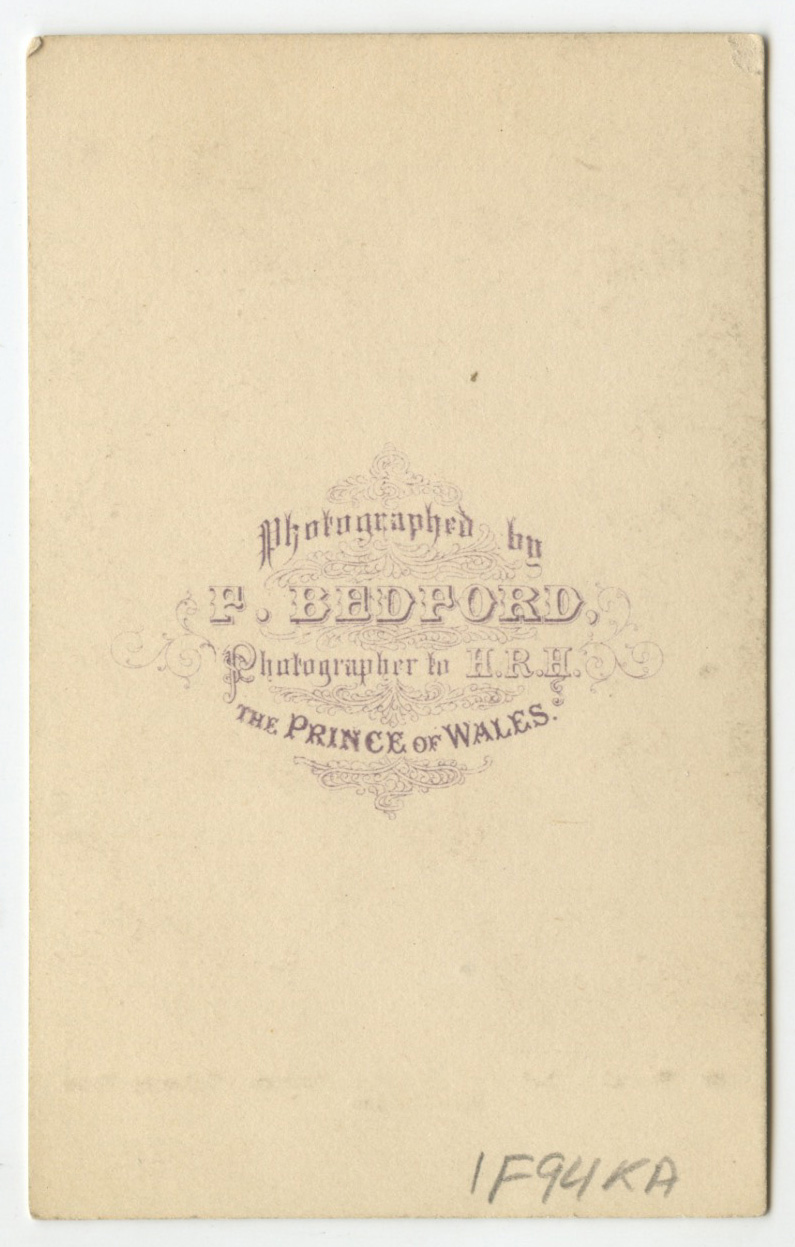 Photographed by
F. BEDFORD,
Photographer to H.R.H.
THE PRINCE OF WALES.
1F94KA